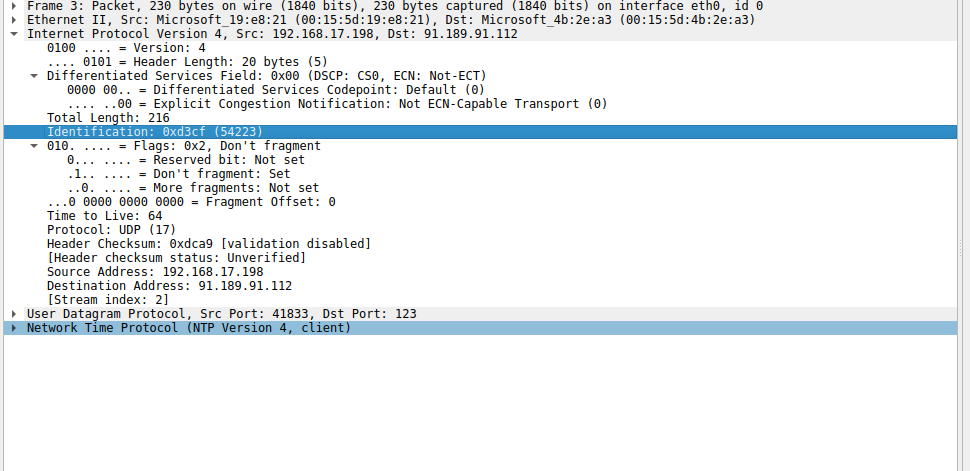 Frame 3: Packet, 230 bytes on wire (1840 bits), 230 bytes captured (1840 bits) on interface eth0, id 0
Ethernet II, Src: Microsoft_19:e8:21 (00:15:5d:19:e8:21), Dst: Microsoft_4b:2e:a3 (00:15:5d:4b:2e:a3)
Internet Protocol Version 4, Src: 192.168.17.198, Dst: 91.189.91.112
0100 .... = Version: 4
.... 0101 = Header Length: 20 bytes (5)
Differentiated Services Field: 0x00 (DSCP: CS0, ECN: Not-ECT)
0000 00.. = Differentiated Services Codepoint: Default (0)
.... ..00 = Explicit Congestion Notification: Not ECN-Capable Transport (0)
Total Length: 216
Identification: 0xd3cf (54223)
010. .... = Flags: 0x2, Don't fragment
0... .... = Reserved bit: Not set
.1.. .... = Don't fragment: Set
..0. .... = More fragments: Not set
...0 0000 0000 0000 = Fragment Offset: 0
Time to Live: 64
Protocol: UDP (17)
Header Checksum: 0xdca9 [validation disabled]
[Header checksum status: Unverified]
Source Address: 192.168.17.198
Destination Address: 91.189.91.112
[Stream index: 2]
User Datagram Protocol, Src Port: 41833, Dst Port: 123
Network Time Protocol (NTP Version 4, client)